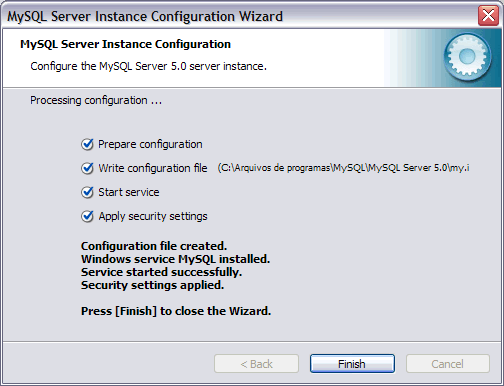 MySQL Server Instance Configuration Wizard
MySQL Server Instance Configuration
Configure the MySQL Server 5.0 server instance.
Processing configuration ...
Prepare configuration
Write configuration file (C:\Arquivos de programas\MySQL\MySQL Server 5.0\my.i
Start service
Apply security settings
Configuration file created.
Windows service MySQL installed.
Service started successfully.
Security settings applied.
Press [Finish] to close the Wizard.
< Back Finish Cancel